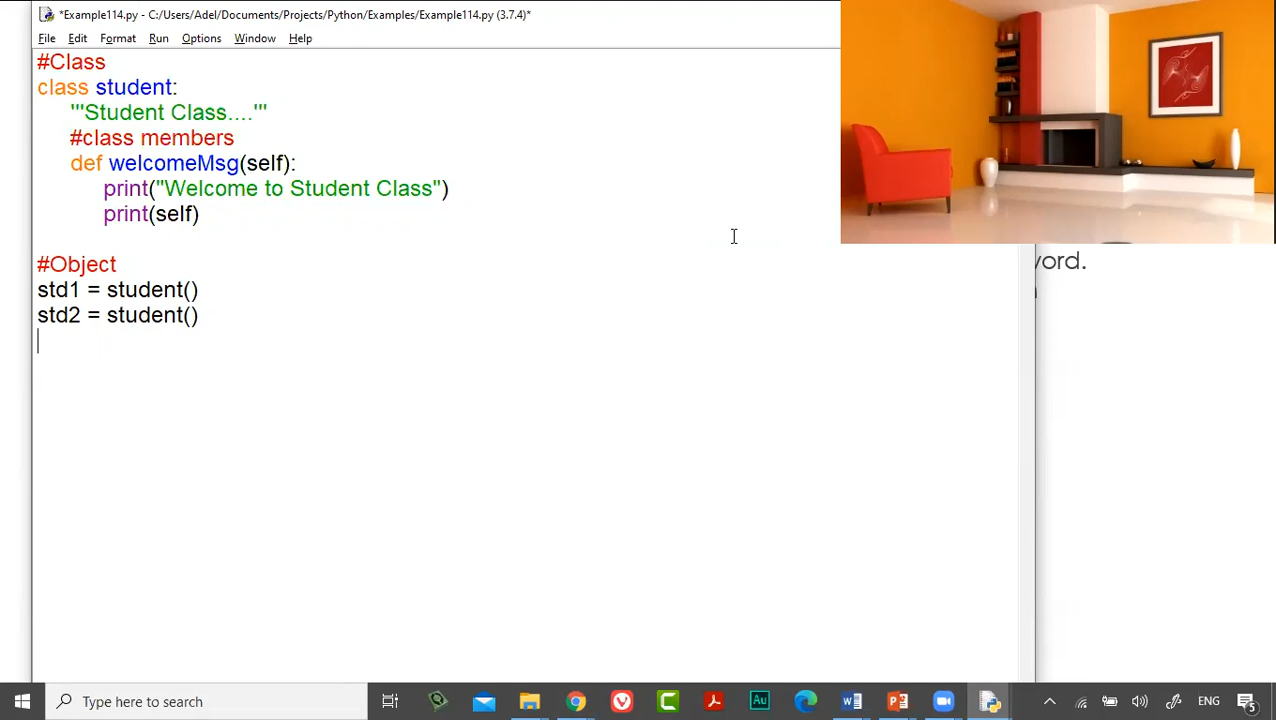 *Example114.py - C:/Users/Adel/Documents/Projects/Python/Examples/Example114.py (3.7.4)*
File Edit Format Run Options Window Help
#Class
class student:
'''Student Class....'''
#class members
def welcomeMsg(self):
print("Welcome to Student Class")
print(self)
#Object
std1 = student()
std2 = student()
Type here to search
Au
W
P
ENG
5